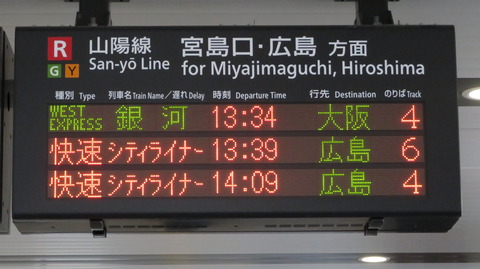 R 山陽線 宮島口・広島 方面
G Y San-yō Line for Miyajimaguchi, Hiroshima
種別 Type 列車名 Train Name／遅れ Delay 時刻 Departure Time 行先 Destination のりば Track
WEST EXPRESS 銀河 13:34 大阪 4
快速 シティライナー 13:39 広島 6
快速 シティライナー 14:09 広島 4